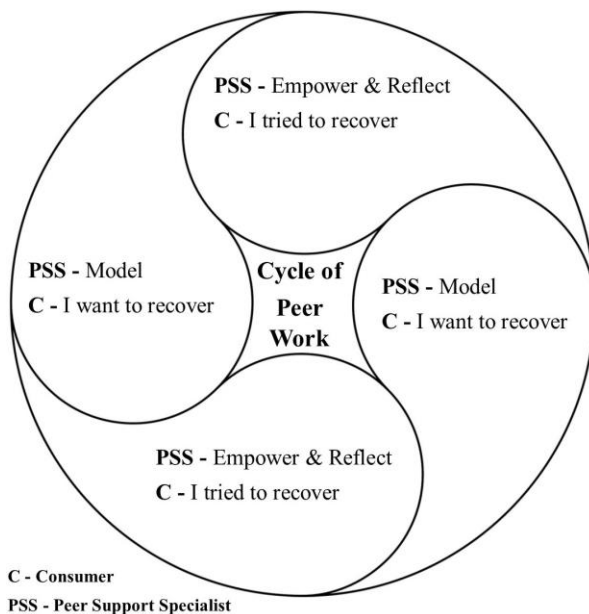 PSS - Empower & Reflect
C - I tried to recover
PSS - Model
C - I want to recover
Cycle of
Peer
Work
PSS - Model
C - I want to recover
PSS - Empower & Reflect
C - I tried to recover
C - Consumer
PSS - Peer Support Specialist